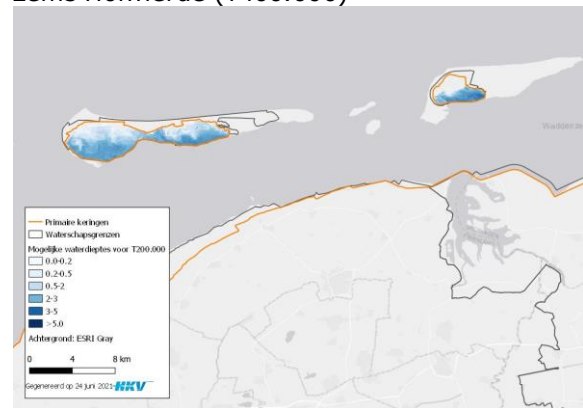 Waddenze
Primaire keringen
Waterschapsgrenzen
Mogelijke waterdieptes voor T200.000
0.0-0.2
0.2-0.5
0.5-2
2-3
3-5
>5.0
Achtergrond: ESRI Gray
0 4 8 km
Gegenereerd op 24 juni 2021 HKV